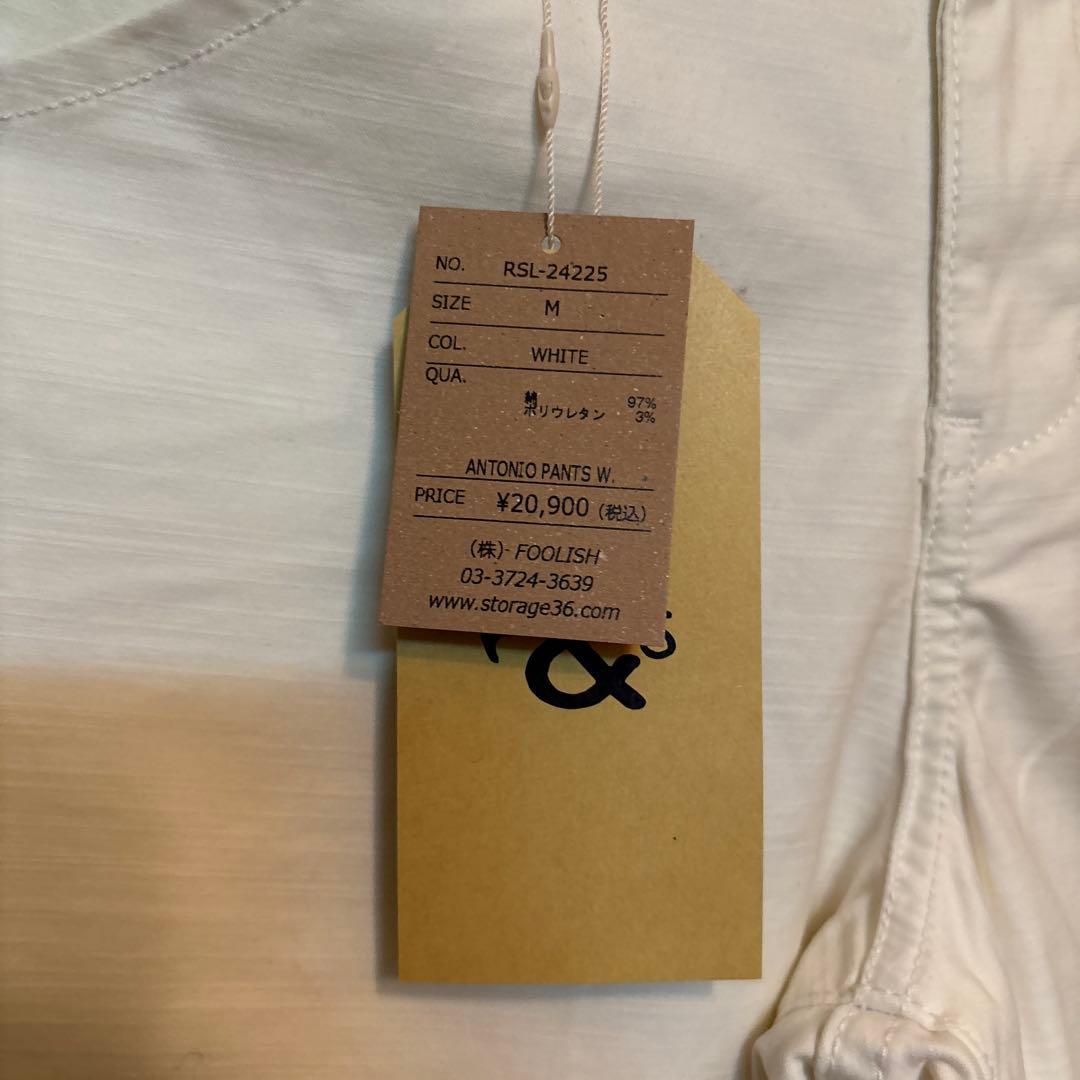 NO. RSL-24225
SIZE M
COL. WHITE
QUA.
綿 97%
ポリウレタン 3%
ANTONIO PANTS W.
PRICE ¥20,900 (税込)
(株) FOOLISH
03-3724-3639
www.storage36.com
&